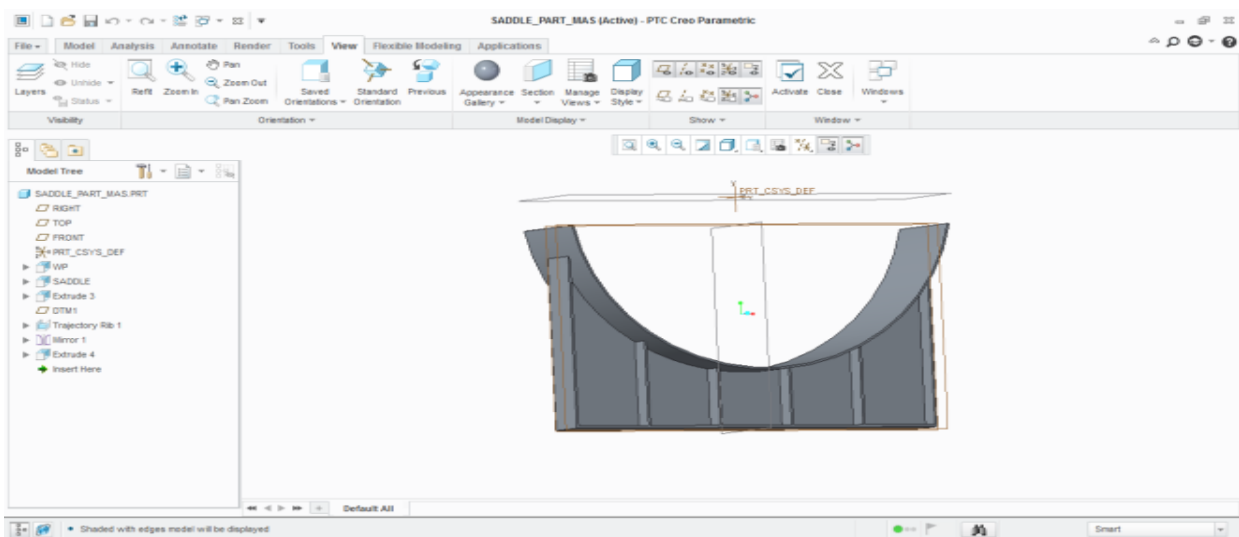 SADDLE_PART_MAS (Active) - PTC Creo Parametric
File Model Analysis Annotate Render Tools View Flexible Modeling Applications
Layers
Hide
Unhide
Status
Refit
Zoom In
Pan
Zoom Out
Pan Zoom
Saved Orientations
Standard Orientation
Previous
Appearance Gallery
Section
Manage Views
Display Style
Activate
Close
Windows
Visibility Orientation Model Display Show Window
Model Tree
SADDLE_PART_MAS.PRT
RIGHT
TOP
FRONT
PRT_CSYS_DEF
WP
SADDLE
Extrude 3
DTM1
Trajectory Rib 1
Mirror 1
Extrude 4
Insert Here
Y
PRT_CSYS_DEF
Default All
Shaded with edges model will be displayed
Smart